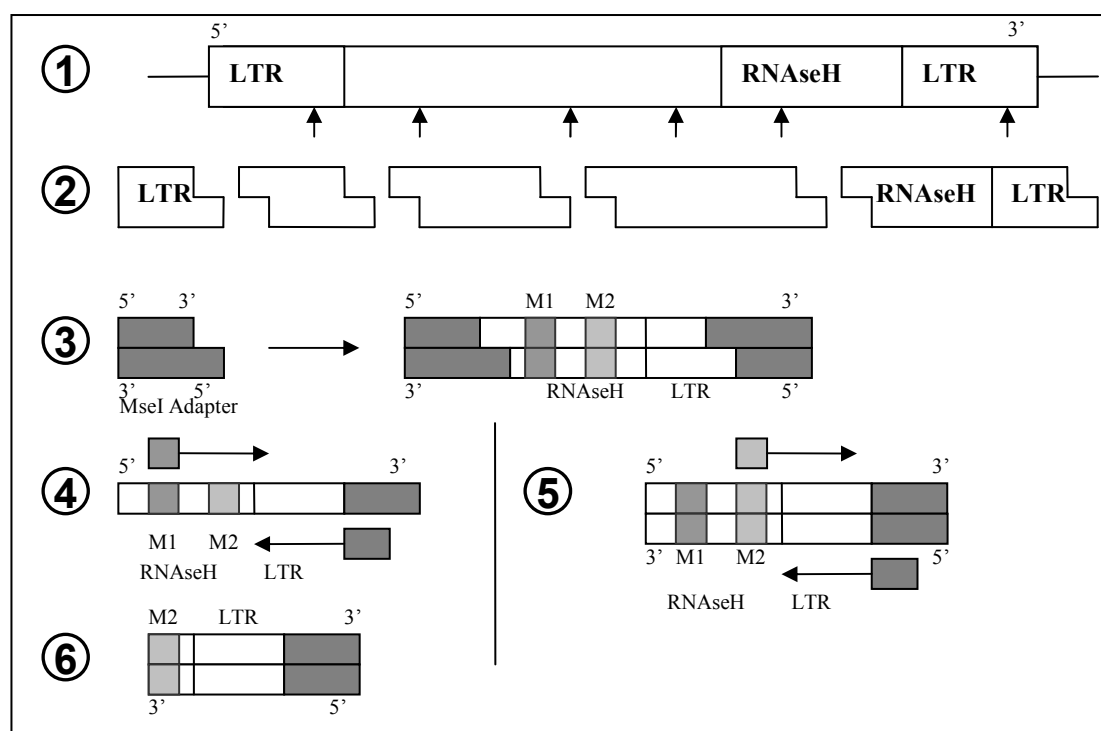 5’ 3’
1 LTR RNAseH LTR
2 LTR RNAseH LTR
5’ 3’ 5’ M1 M2 3’
3
3’ 5’ 3’ RNAseH LTR 5’
MseI Adapter
5’ 3’ 5’ 3’
4 5
M1 M2 3’ M1 M2 5’
RNAseH LTR RNAseH LTR
M2 LTR 3’
6
3’ 5’